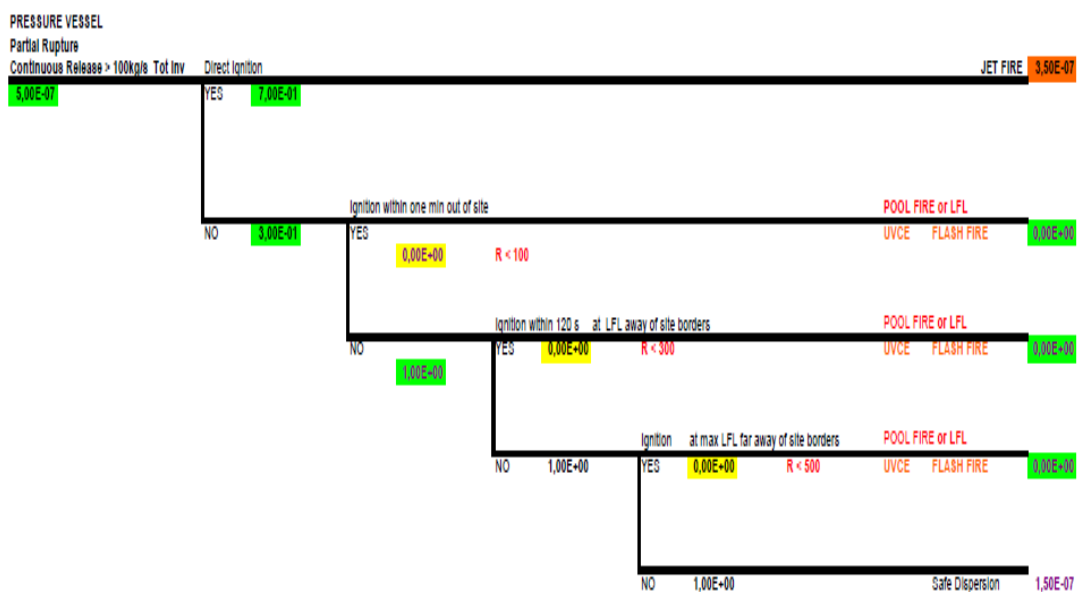 PRESSURE VESSEL
Partial Rupture
Continuous Release > 100kg/s Tot Inv Direct Ignition JET FIRE 3,50E-07
5,00E-07 YES 7,00E-01
Ignition within one min out of site POOL FIRE or LFL
NO 3,00E-01 YES UVCE FLASH FIRE 0,00E+00
0,00E+00 R < 100
Ignition within 120 s at LFL away of site borders POOL FIRE or LFL
NO YES 0,00E+00 R < 300 UVCE FLASH FIRE 0,00E+00
1,00E+00
Ignition at max LFL far away of site borders POOL FIRE or LFL
NO 1,00E+00 YES 0,00E+00 R < 500 UVCE FLASH FIRE 0,00E+00
NO 1,00E+00 Safe Dispersion 1,50E-07